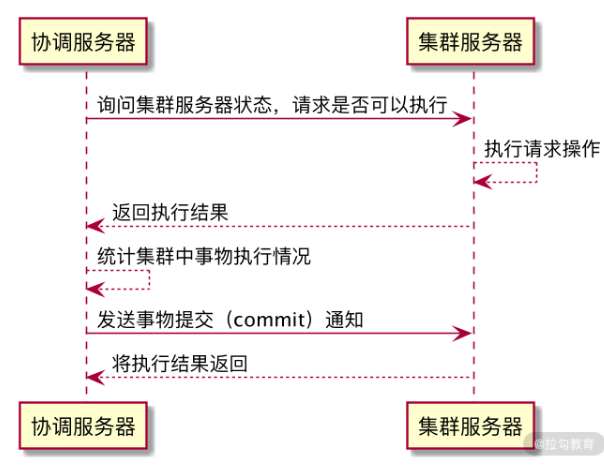 协调服务器
集群服务器
询问集群服务器状态，请求是否可以执行
执行请求操作
返回执行结果
统计集群中事物执行情况
发送事物提交（commit）通知
将执行结果返回
协调服务器
集群服务器
@拉勾教育